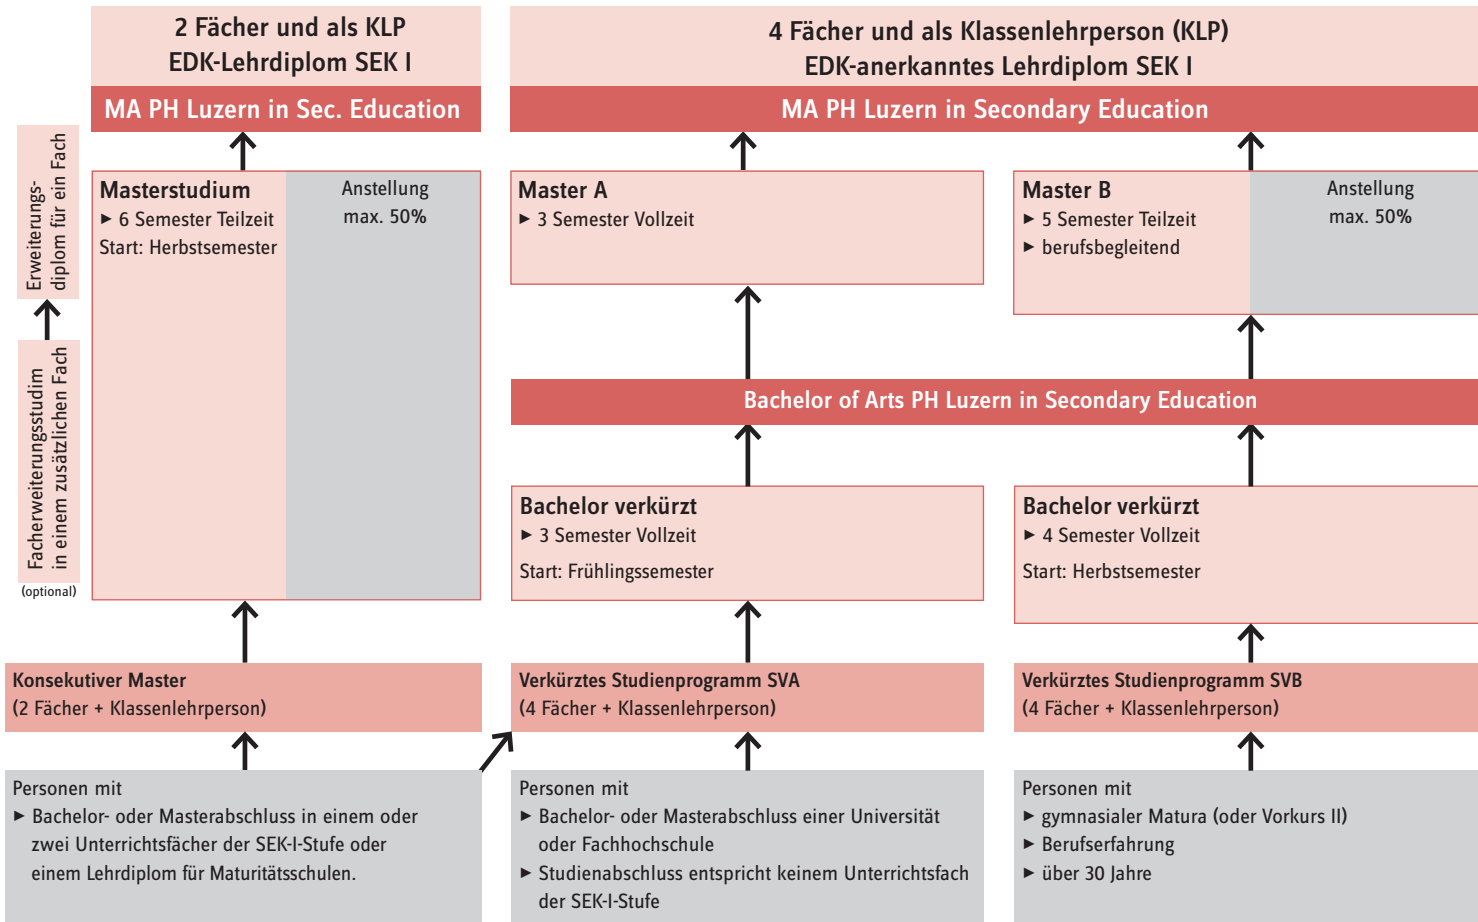 2 Fächer und als KLP
EDK-Lehrdiplom SEK I
MA PH Luzern in Sec. Education
4 Fächer und als Klassenlehrperson (KLP)
EDK-anerkanntes Lehrdiplom SEK I
MA PH Luzern in Secondary Education
Erweiterungs-
diplom für ein Fach
Facherweiterungsstudim
in einem zusätzlichen Fach
(optional)
Masterstudium
► 6 Semester Teilzeit
Start: Herbstsemester
Anstellung
max. 50%
Master A
► 3 Semester Vollzeit
Master B
► 5 Semester Teilzeit
► berufsbegleitend
Anstellung
max. 50%
Bachelor of Arts PH Luzern in Secondary Education
Bachelor verkürzt
► 3 Semester Vollzeit
Start: Frühlingssemester
Bachelor verkürzt
► 4 Semester Vollzeit
Start: Herbstsemester
Konsekutiver Master
(2 Fächer + Klassenlehrperson)
Verkürztes Studienprogramm SVA
(4 Fächer + Klassenlehrperson)
Verkürztes Studienprogramm SVB
(4 Fächer + Klassenlehrperson)
Personen mit
► Bachelor- oder Masterabschluss in einem oder
zwei Unterrichtsfächer der SEK-I-Stufe oder
einem Lehrdiplom für Maturitätsschulen.
Personen mit
► Bachelor- oder Masterabschluss einer Universität
oder Fachhochschule
► Studienabschluss entspricht keinem Unterrichtsfach
der SEK-I-Stufe
Personen mit
► gymnasialer Matura (oder Vorkurs II)
► Berufserfahrung
► über 30 Jahre